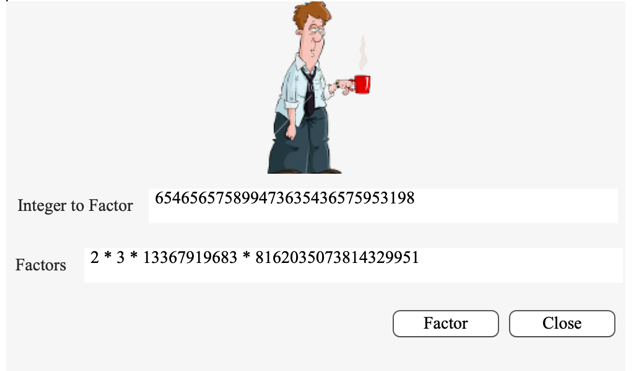 Integer to Factor
654656575899473635436575953198
Factors
2 * 3 * 13367919683 * 8162035073814329951
Factor
Close